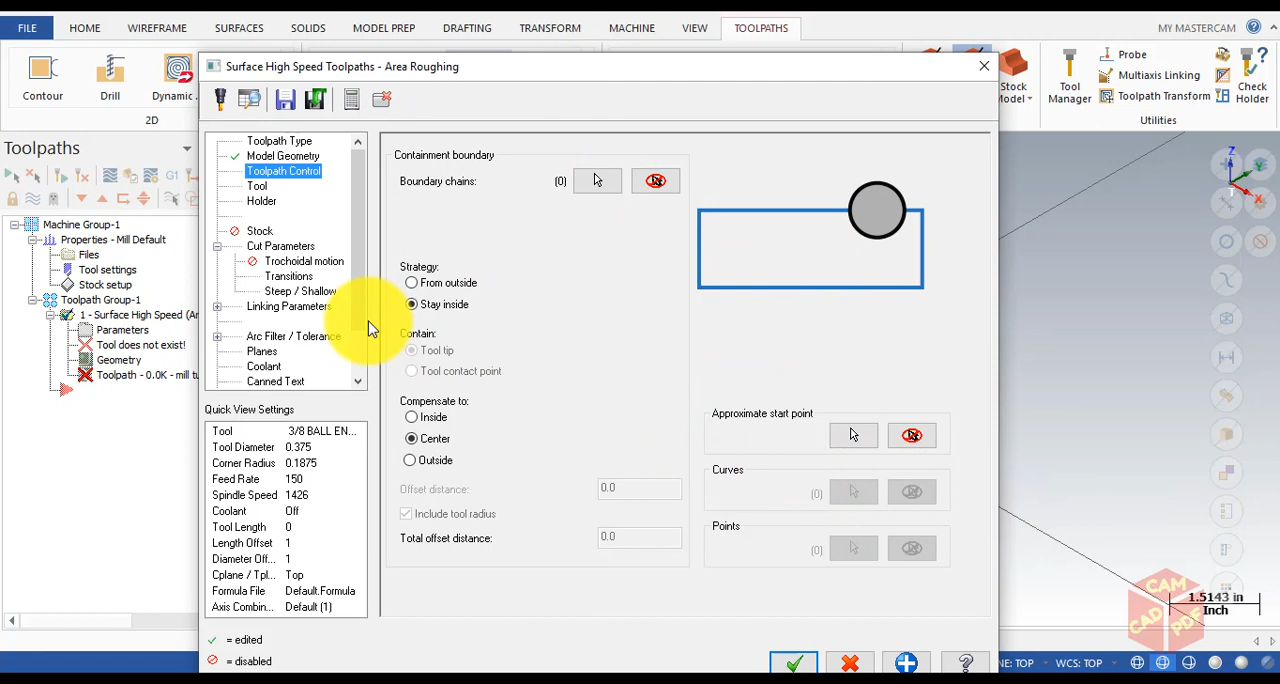 FILE HOME WIREFRAME SURFACES SOLIDS MODEL PREP DRAFTING TRANSFORM MACHINE VIEW TOOLPATHS MY MASTERCAM
Contour Drill Dynamic
2D
Surface High Speed Toolpaths - Area Roughing
Stock Model
Tool Manager
Probe
Multiaxis Linking
Toolpath Transform
Check Holder
Utilities
Toolpaths
G1
Machine Group-1
Properties - Mill Default
Files
Tool settings
Stock setup
Toolpath Group-1
1 - Surface High Speed (Ar
Parameters
Tool does not exist!
Geometry
Toolpath - 0.0K - mill tu
Toolpath Type
Model Geometry
Toolpath Control
Tool
Holder
Stock
Cut Parameters
Trochoidal motion
Transitions
Steep / Shallow
Linking Parameters
Arc Filter / Tolerance
Planes
Coolant
Canned Text
Quick View Settings
Tool 3/8 BALL EN...
Tool Diameter 0.375
Corner Radius 0.1875
Feed Rate 150
Spindle Speed 1426
Coolant Off
Tool Length 0
Length Offset 1
Diameter Off... 1
Cplane / Tpl... Top
Formula File Default.Formula
Axis Combin... Default (1)
= edited
= disabled
Containment boundary
Boundary chains: (0)
Strategy:
From outside
Stay inside
Contain:
Tool tip
Tool contact point
Compensate to:
Inside
Center
Outside
Offset distance: 0.0
Include tool radius
Total offset distance: 0.0
Approximate start point
Curves
(0)
Points
(0)
Z
Y
X
1.5143 in
Inch
CAM
CAD
PDF
NE: TOP WCS: TOP